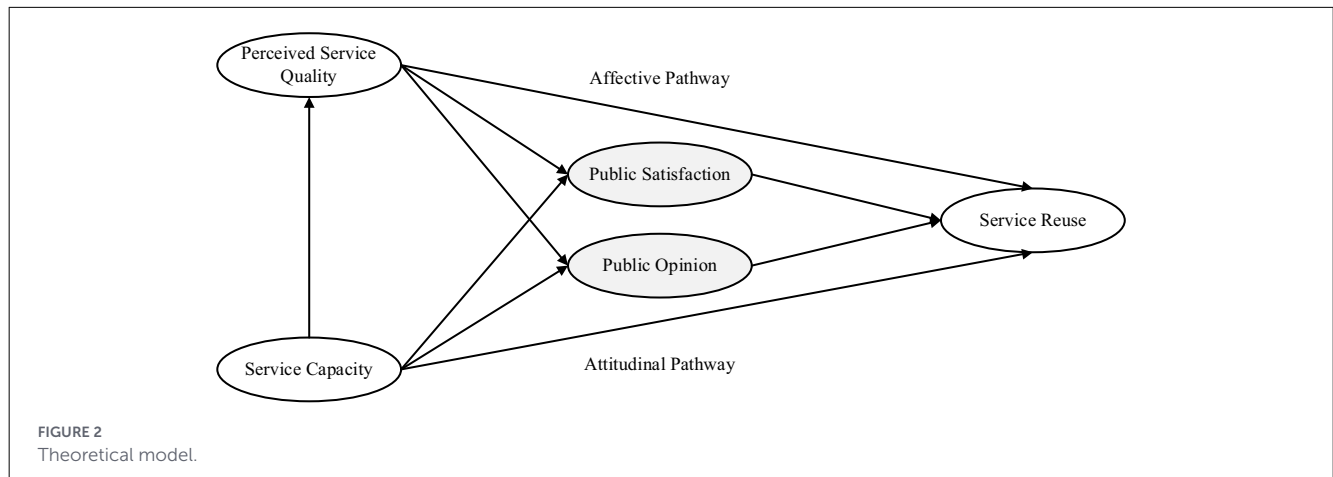 Perceived Service
Quality
Affective Pathway
Public Satisfaction
Service Reuse
Public Opinion
Service Capacity
Attitudinal Pathway
FIGURE 2
Theoretical model.